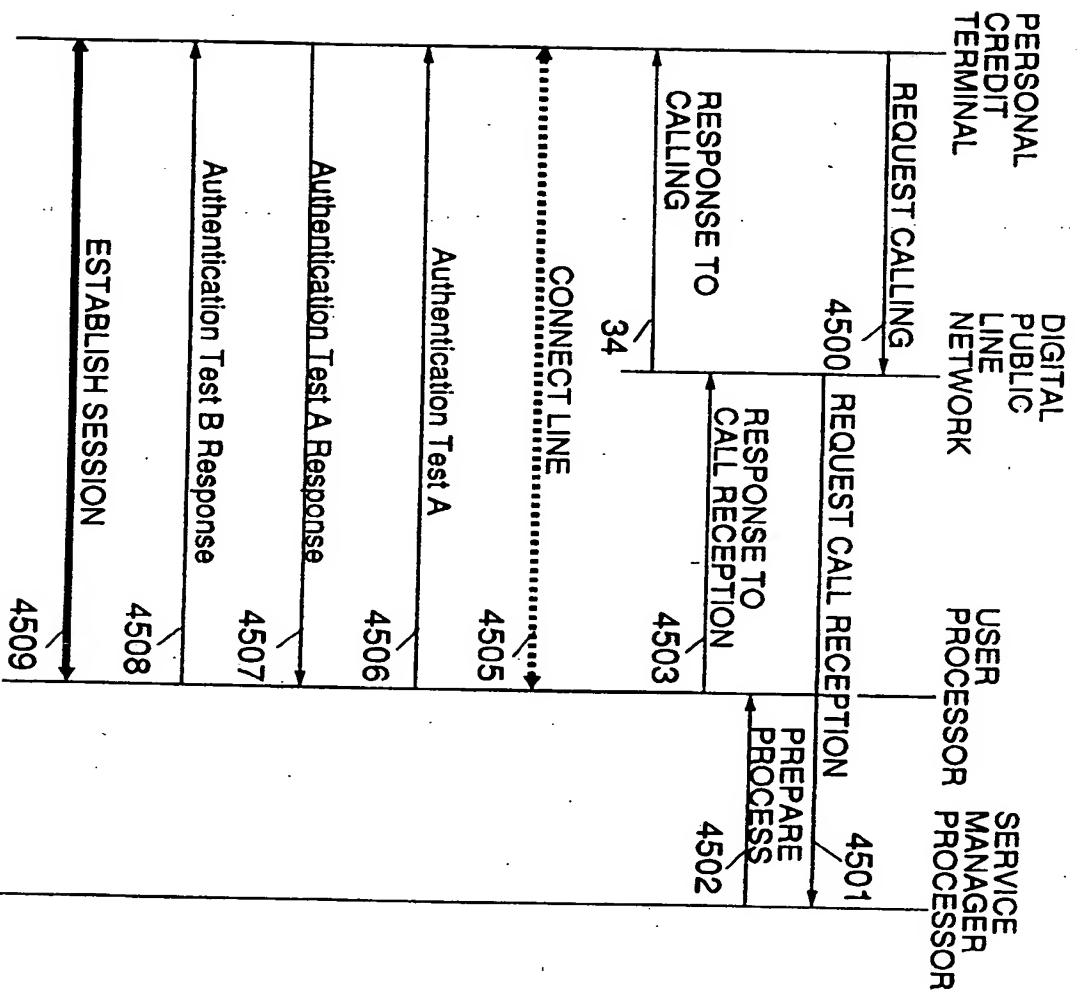 PERSONAL
CREDIT
TERMINAL
DIGITAL
PUBLIC
LINE
NETWORK
USER
PROCESSOR
SERVICE
MANAGER
PROCESSOR
REQUEST CALLING
4500
REQUEST CALL RECEPTION
4501
PREPARE
PROCESS
4502
RESPONSE TO
CALL RECEPTION
4503
RESPONSE TO
CALLING
34
CONNECT LINE
4505
Authentication Test A
4506
Authentication Test A Response
4507
Authentication Test B Response
4508
ESTABLISH SESSION
4509